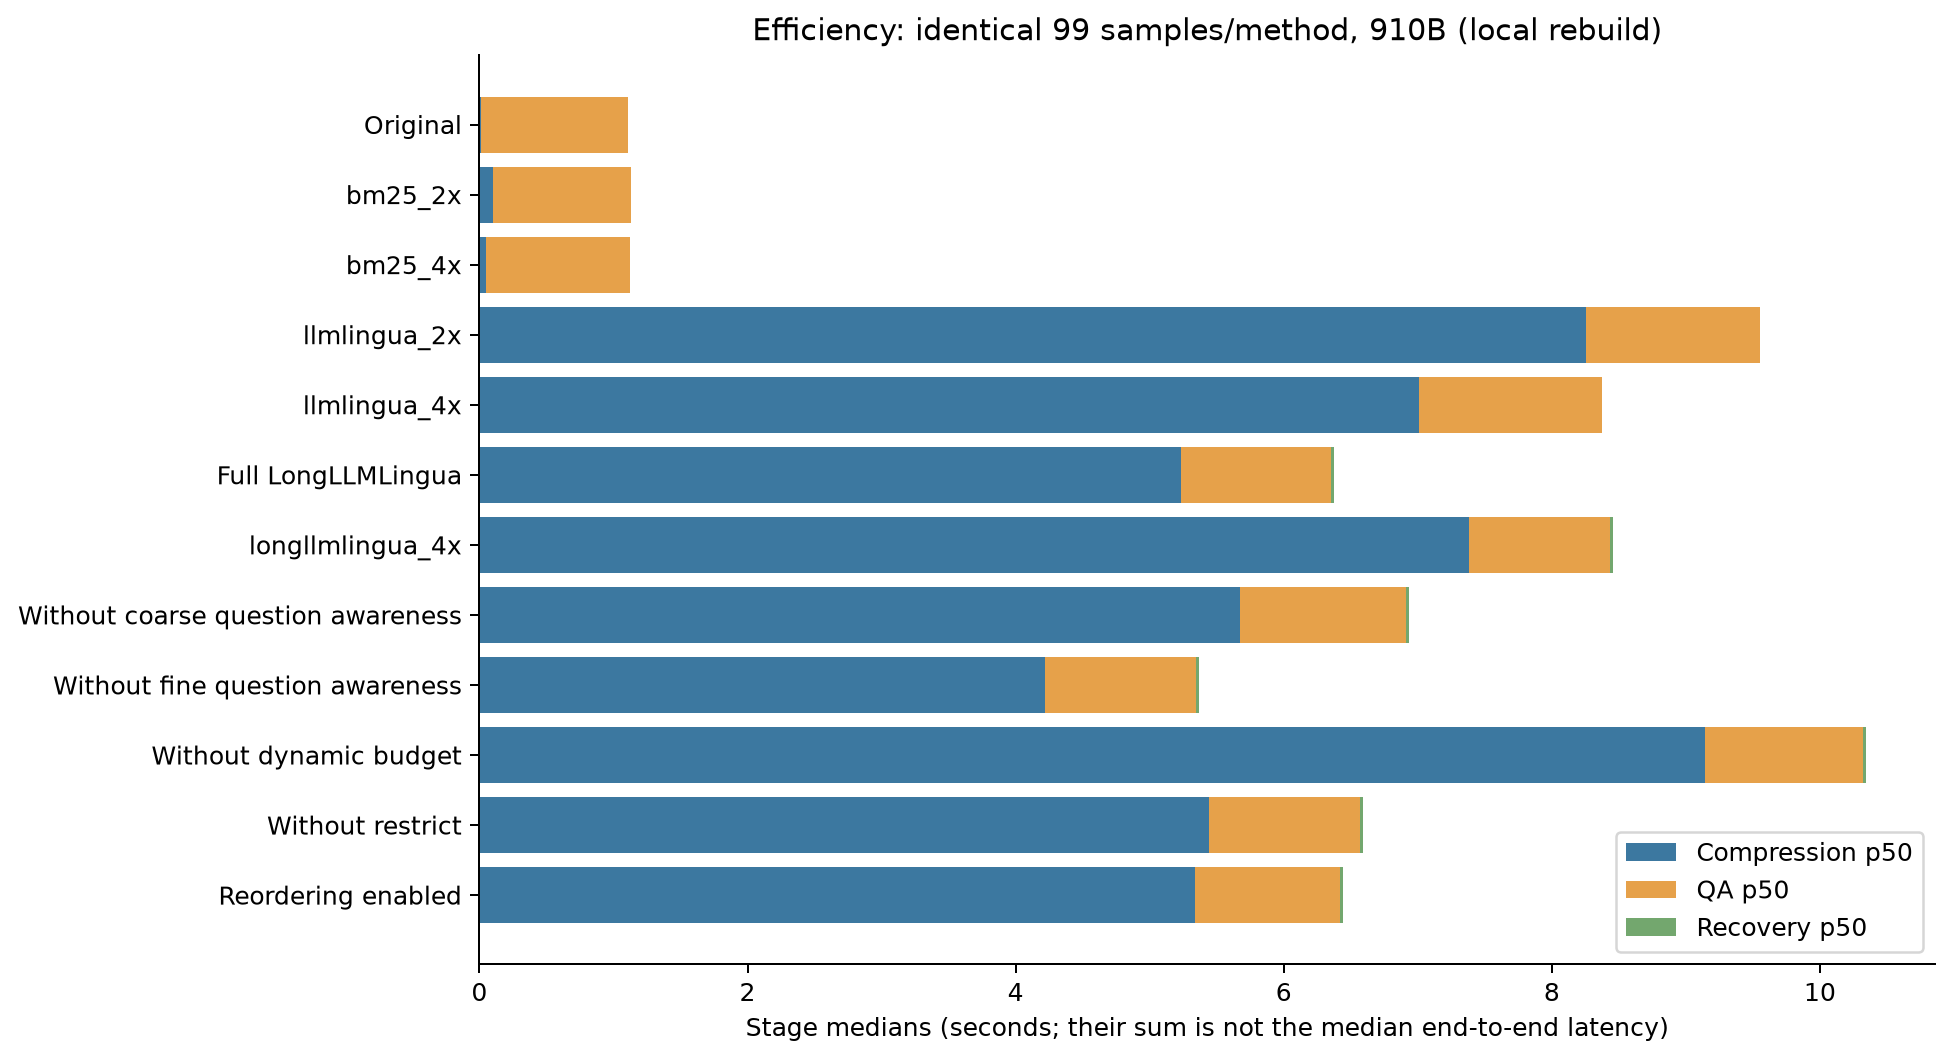 Efficiency: identical 99 samples/method, 910B (local rebuild)
Original
bm25_2x
bm25_4x
llmlingua_2x
llmlingua_4x
Full LongLLMLingua
longllmlingua_4x
Without coarse question awareness
Without fine question awareness
Without dynamic budget
Without restrict
Reordering enabled
Compression p50
QA p50
Recovery p50
0 2 4 6 8 10
Stage medians (seconds; their sum is not the median end-to-end latency)